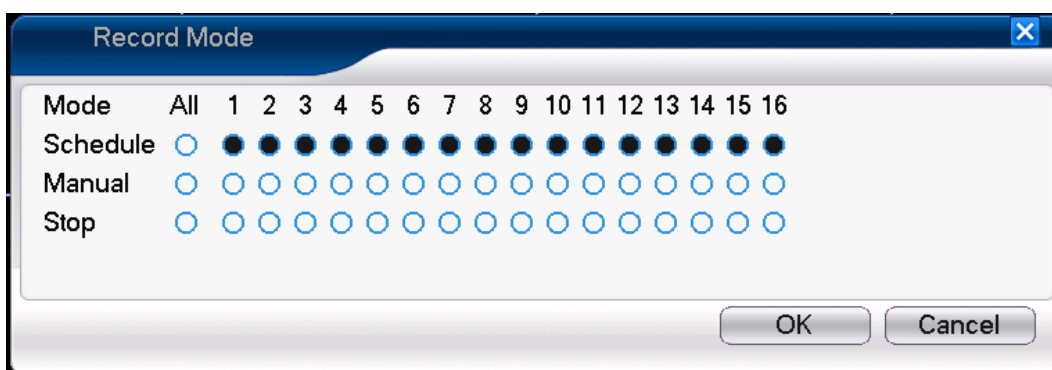 Record Mode
Mode All 1 2 3 4 5 6 7 8 9 10 11 12 13 14 15 16
Schedule
Manual
Stop
OK Cancel